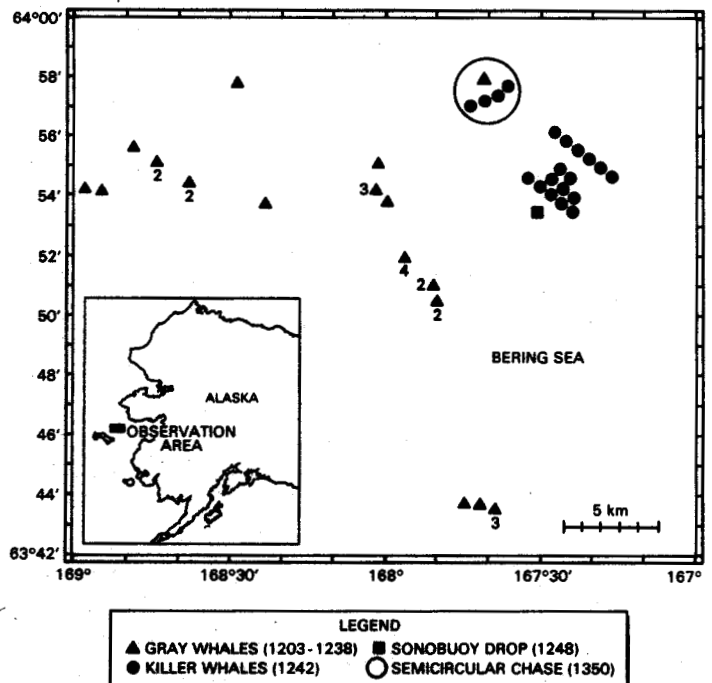 64°00'
58'
56'
54'
52'
50'
48'
46'
44'
63°42'
2
2
3
4
2
2
3
BERING SEA
ALASKA
OBSERVATION
AREA
5 km
169°
168°30'
168°
167°30'
167°
LEGEND
GRAY WHALES (1203-1238)
SONOBUOY DROP (1248)
KILLER WHALES (1242)
SEMICIRCULAR CHASE (1350)